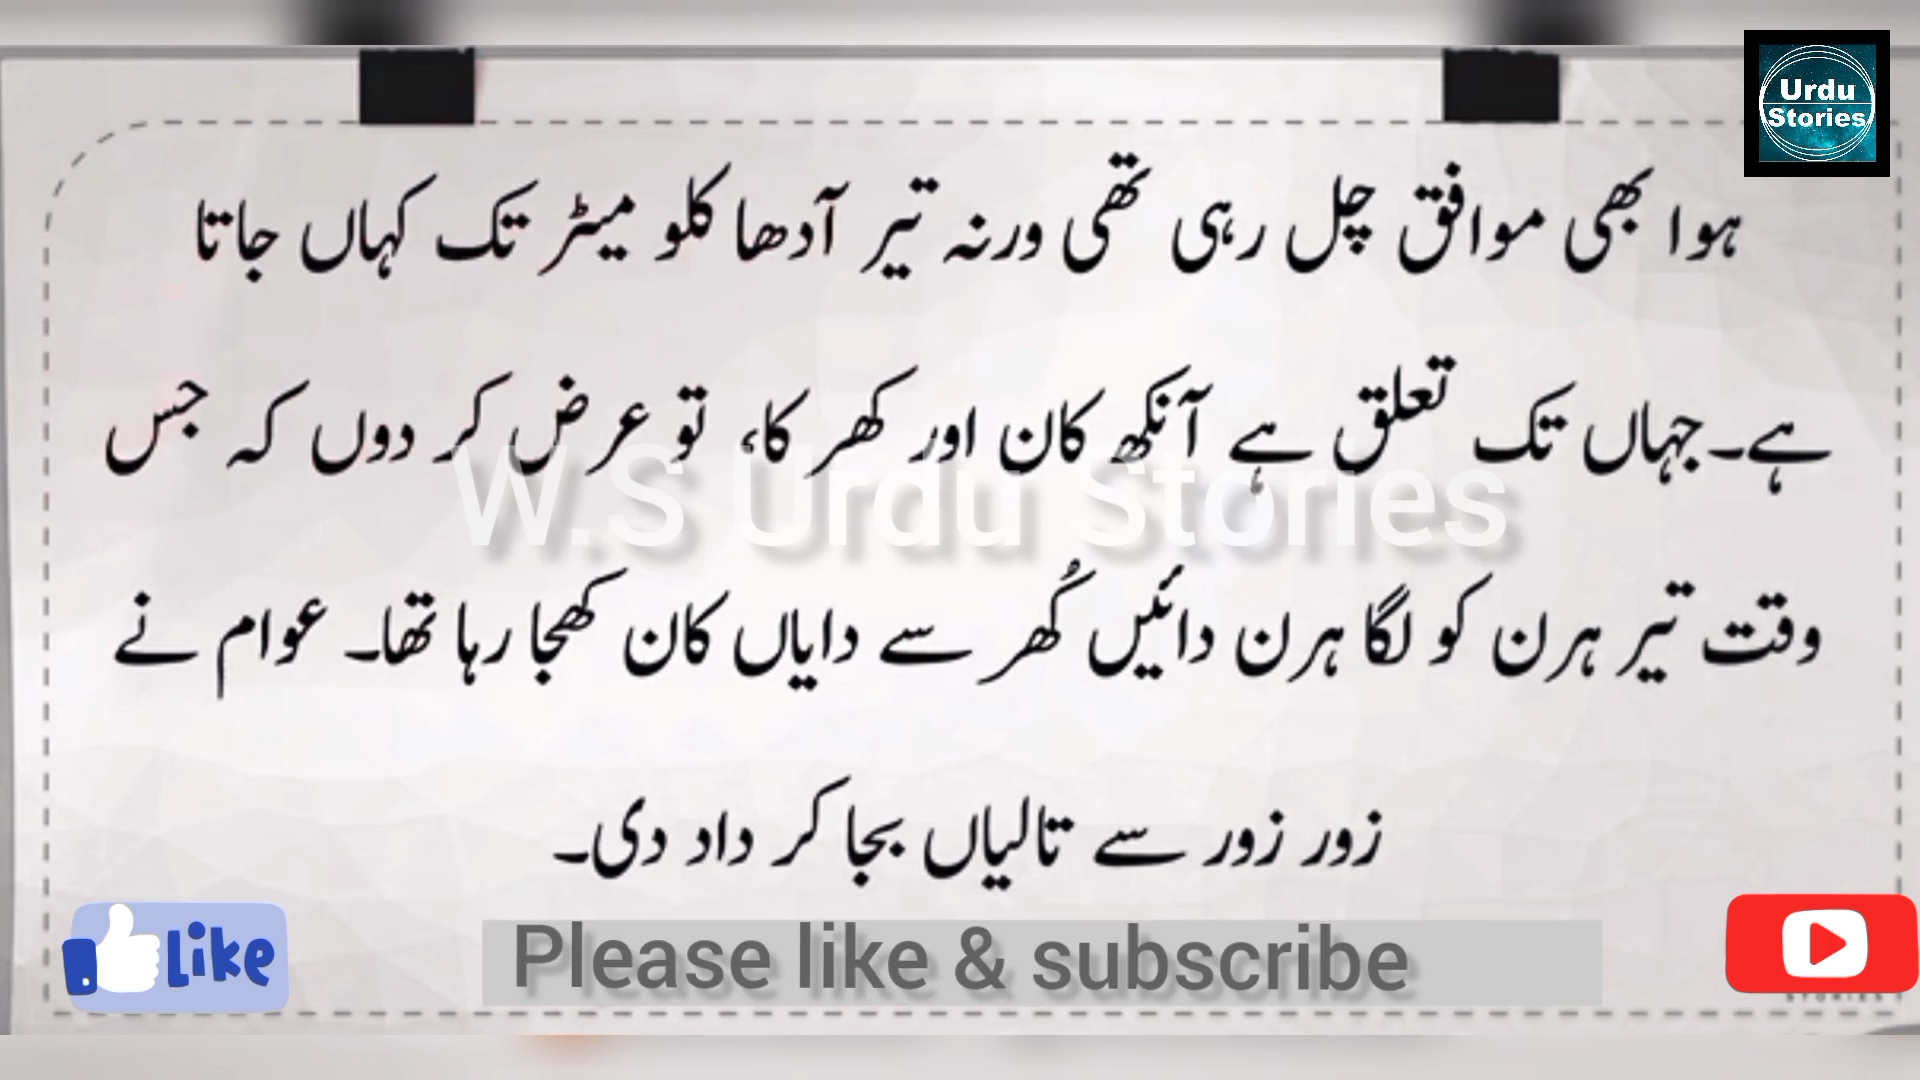 Urdu
Stories
ہوا بھی موافق چل رہی تھی ورنہ تیر آدھا کلو میٹر تک کہاں جاتا
ہے۔جہاں تک تعلق ہے آنکھ کان اور کھر کا، تو عرض کر دوں کہ جس
W.S Urdu Stories
وقت تیر ہرن کو لگا ہرن دائیں کُھر سے دایاں کان کھجا رہا تھا۔ عوام نے
زور زور سے تالیاں بجا کر داد دی۔
Like
Please like & subscribe
STORIES